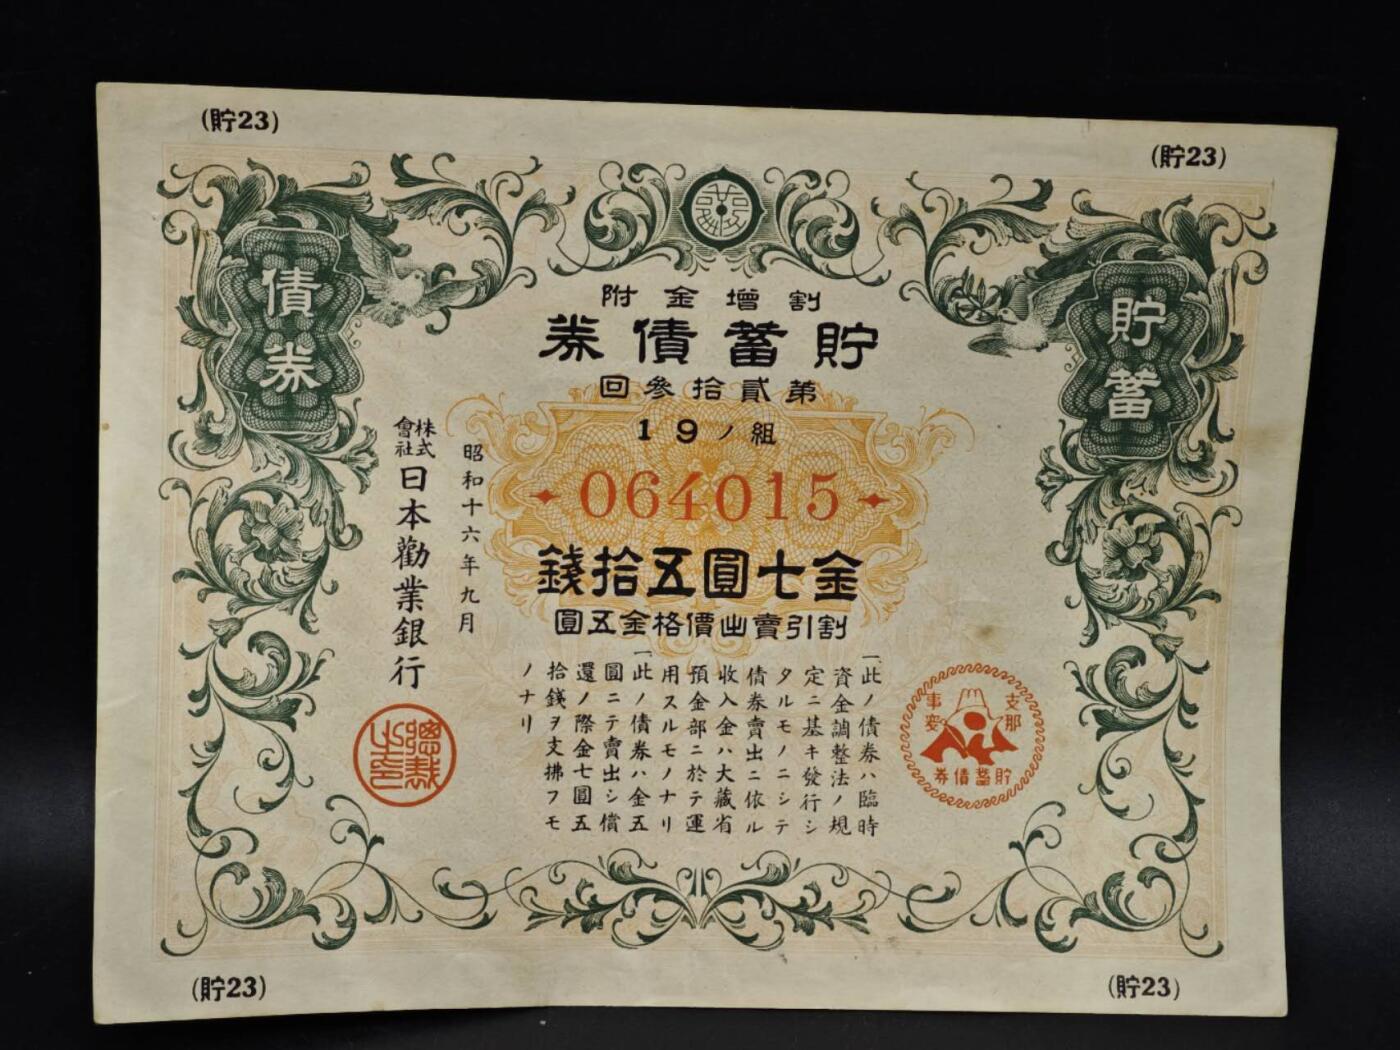 (貯23)
(貯23)
貯蓄
債券
割増金附
貯蓄債券
第貳拾參回
19ノ組
064015
金七圓五拾錢
割引賣出價格金五圓
一、此ノ債券ハ臨時
資金調整法ノ規
定ニ基キ發行シ
タルモノニシテ
債券賣出ニ依ル
收入金ハ大藏省
預金部ニ於テ運
用スルモノナリ
一、此ノ債券ハ金五
圓ニテ賣出シ償
還ノ際金七圓五
拾錢ヲ支拂フモ
ノナリ
支那
事變
貯蓄債券
昭和十六年九月
株式會社日本勸業銀行
總裁之印
(貯23)
(貯23)